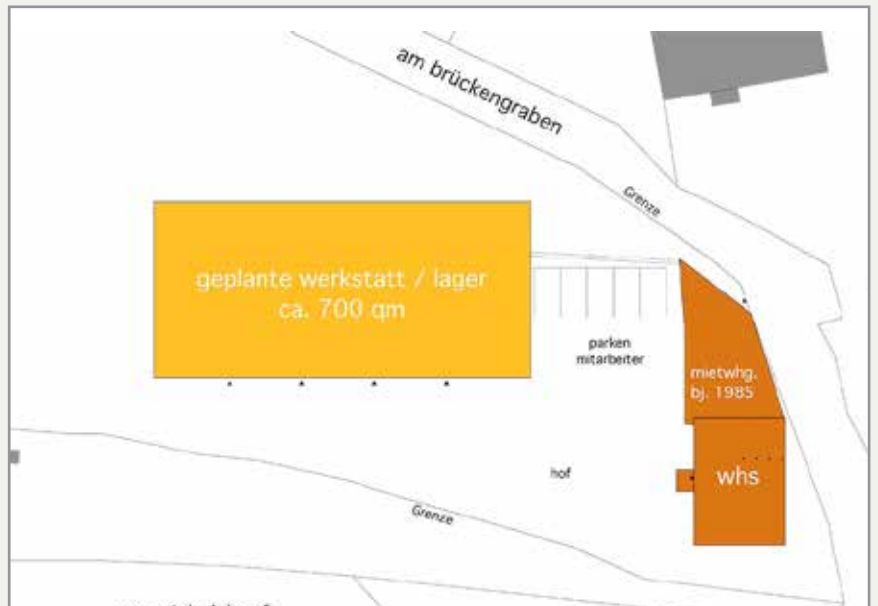 am brückengraben
Grenze
geplante werkstatt / lager
ca. 700 qm
parken
mitarbeiter
mietwhg.
bj. 1985
hof
whs
Grenze